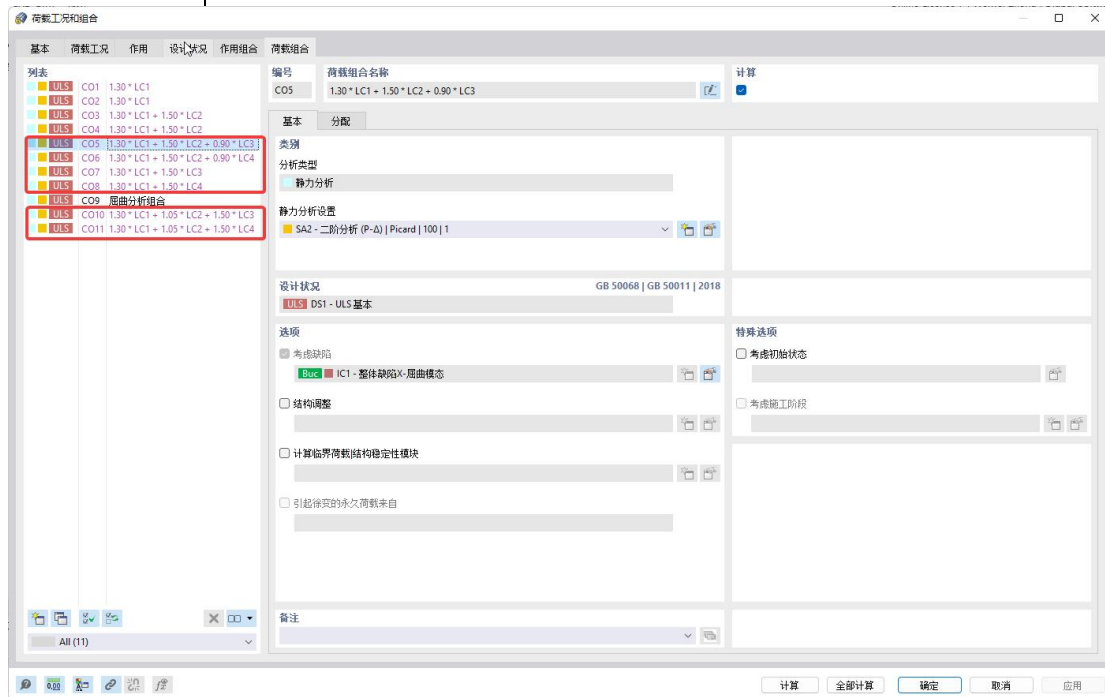 荷载工况和组合
基本 荷载工况 作用 设计状况 作用组合 荷载组合
列表
ULS CO1 1.30 * LC1
ULS CO2 1.30 * LC1
ULS CO3 1.30 * LC1 + 1.50 * LC2
ULS CO4 1.30 * LC1 + 1.50 * LC2
ULS CO5 1.30 * LC1 + 1.50 * LC2 + 0.90 * LC3
ULS CO6 1.30 * LC1 + 1.50 * LC2 + 0.90 * LC4
ULS CO7 1.30 * LC1 + 1.50 * LC3
ULS CO8 1.30 * LC1 + 1.50 * LC4
ULS CO9 屈曲分析组合
ULS CO10 1.30 * LC1 + 1.05 * LC2 + 1.50 * LC3
ULS CO11 1.30 * LC1 + 1.05 * LC2 + 1.50 * LC4
All (11)
编号 荷载组合名称
CO5 1.30 * LC1 + 1.50 * LC2 + 0.90 * LC3
计算
基本 分配
类别
分析类型
静力分析
静力分析设置
SA2 - 二阶分析 (P-Δ) | Picard | 100 | 1
设计状况 GB 50068 | GB 50011 | 2018
ULS DS1 - ULS 基本
选项
考虑缺陷
Buc IC1 - 整体缺陷X-屈曲模态
结构调整
计算临界荷载|结构稳定性模块
引起徐变的永久荷载来自
特殊选项
考虑初始状态
考虑施工阶段
备注
计算 全部计算 确定 取消 应用